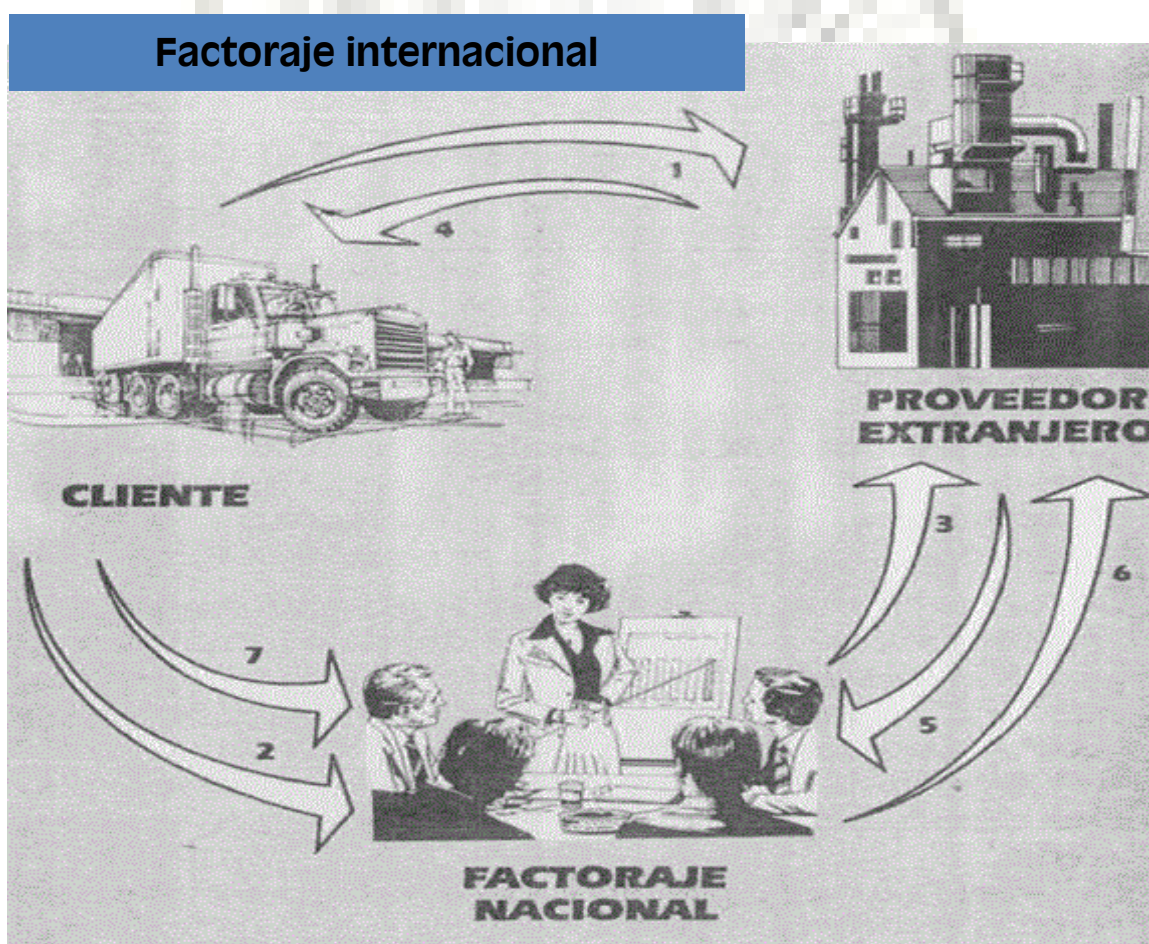 Factoraje internacional
1
4
PROVEEDOR
EXTRANJERO
CLIENTE
3
6
7
5
2
FACTORAJE
NACIONAL